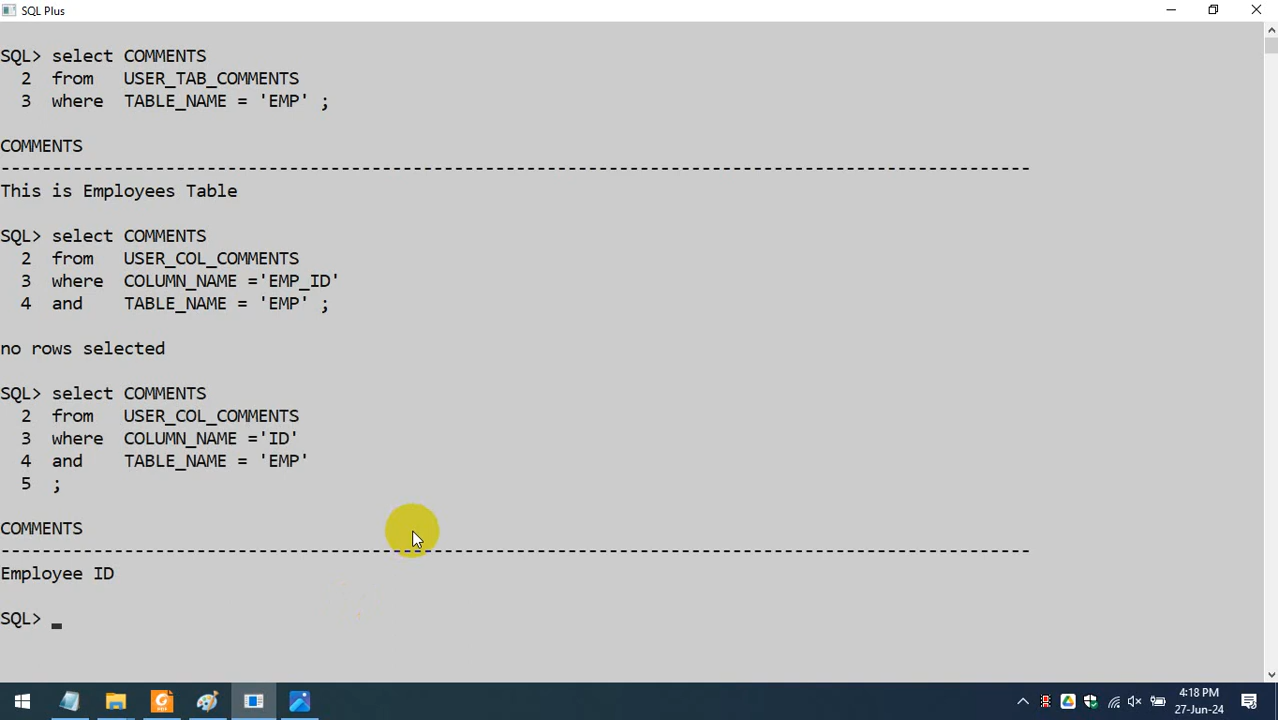 SQL Plus
SQL> select COMMENTS
  2  from   USER_TAB_COMMENTS
  3  where  TABLE_NAME = 'EMP' ;
COMMENTS
----------------------------------------------------------------------------------------------------
This is Employees Table
SQL> select COMMENTS
  2  from   USER_COL_COMMENTS
  3  where  COLUMN_NAME ='EMP_ID'
  4  and    TABLE_NAME = 'EMP' ;
no rows selected
SQL> select COMMENTS
  2  from   USER_COL_COMMENTS
  3  where  COLUMN_NAME ='ID'
  4  and    TABLE_NAME = 'EMP'
  5  ;
COMMENTS
----------------------------------------------------------------------------------------------------
Employee ID
SQL> _
4:18 PM
27-Jun-24